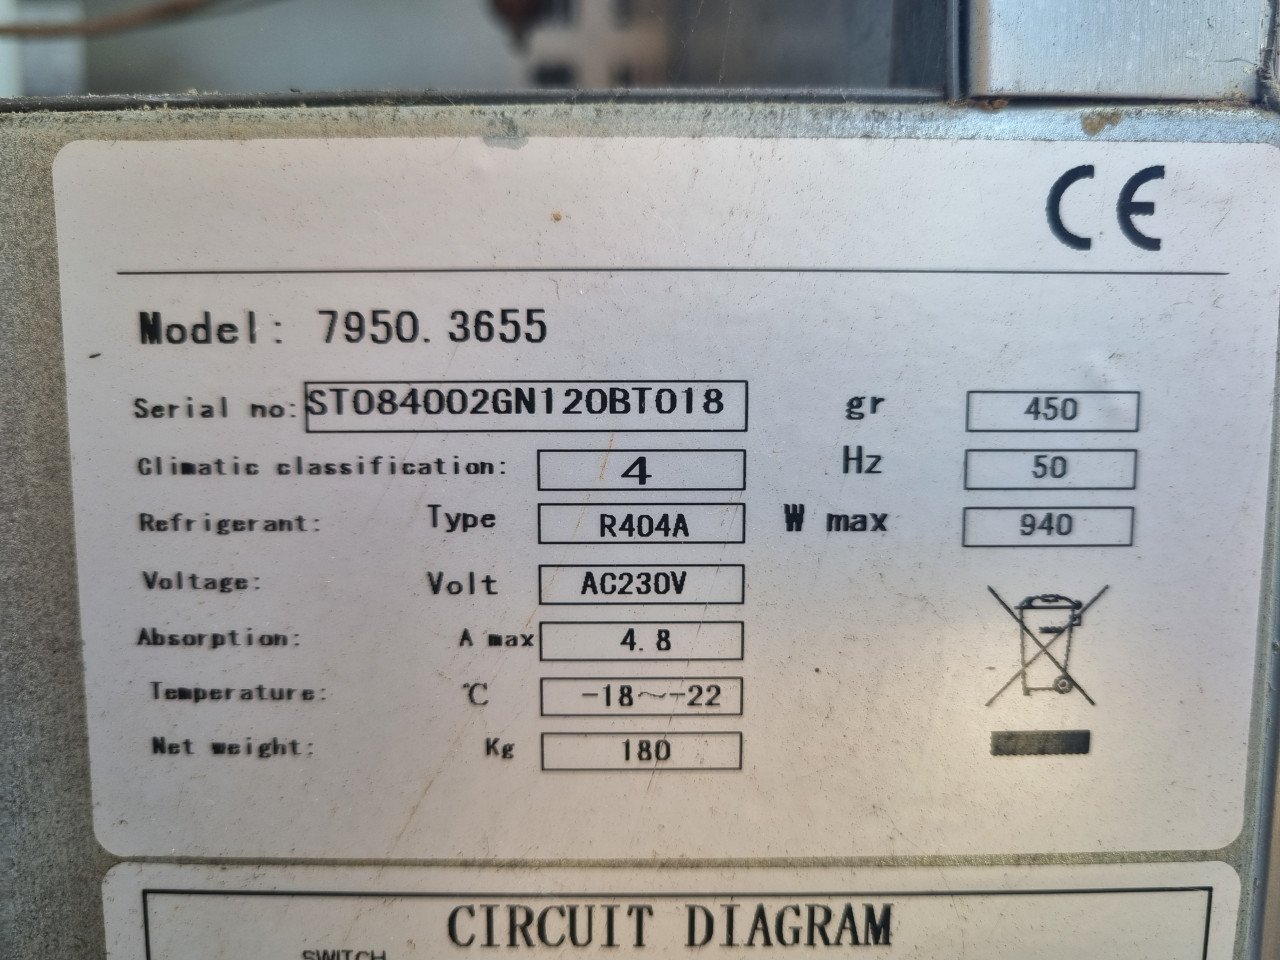 CE
Model: 7950.3655
Serial no: ST084002GN120BT018 gr 450
Climatic classification: 4 Hz 50
Refrigerant: Type R404A W max 940
Voltage: Volt AC230V
Absorption: A max 4.8
Temperature: ℃ -18~-22
Net weight: Kg 180
CIRCUIT DIAGRAM
SWITCH